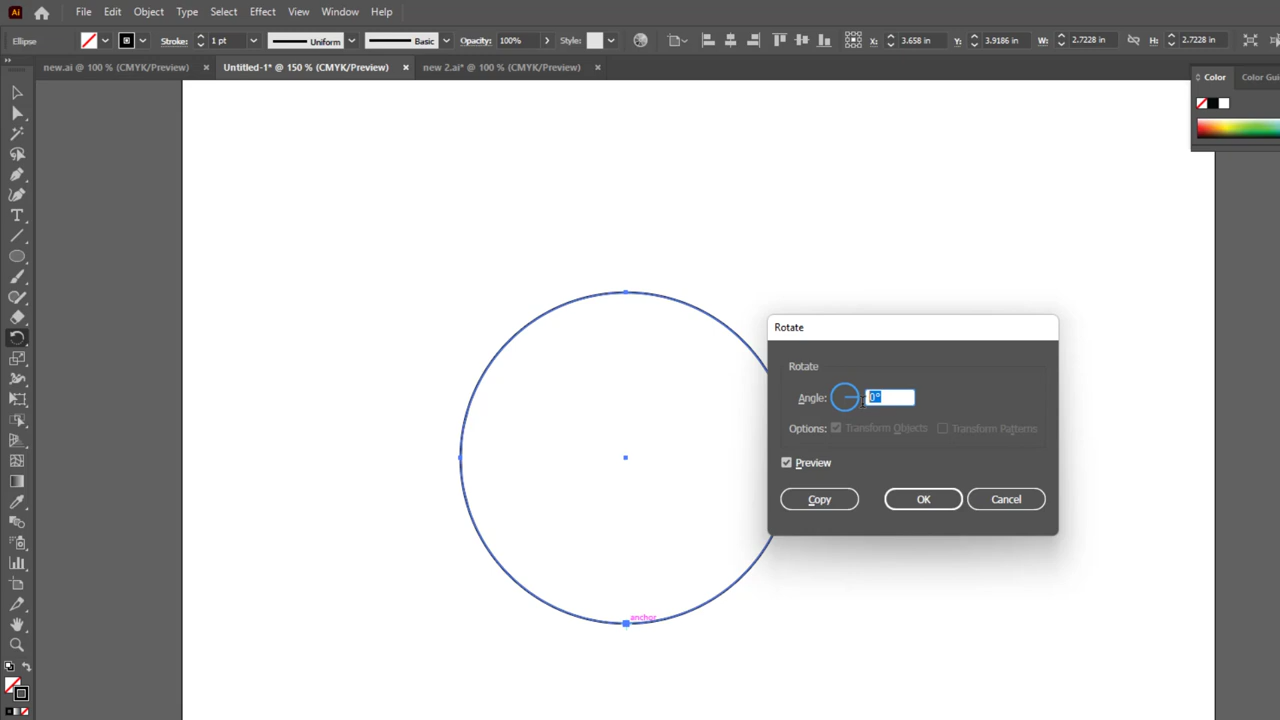 Ai File Edit Object Type Select Effect View Window Help
Ellipse Stroke: 1 pt Uniform Basic Opacity: 100% Style: X: 3.658 in Y: 3.9186 in W: 2.7228 in H: 2.7228 in
new.ai @ 100 % (CMYK/Preview) × Untitled-1* @ 150 % (CMYK/Preview) × new 2.ai* @ 100 % (CMYK/Preview) ×
Color Color Gui
Rotate
Rotate
Angle: 0°
Options: Transform Objects Transform Patterns
Preview
Copy OK Cancel
anchor